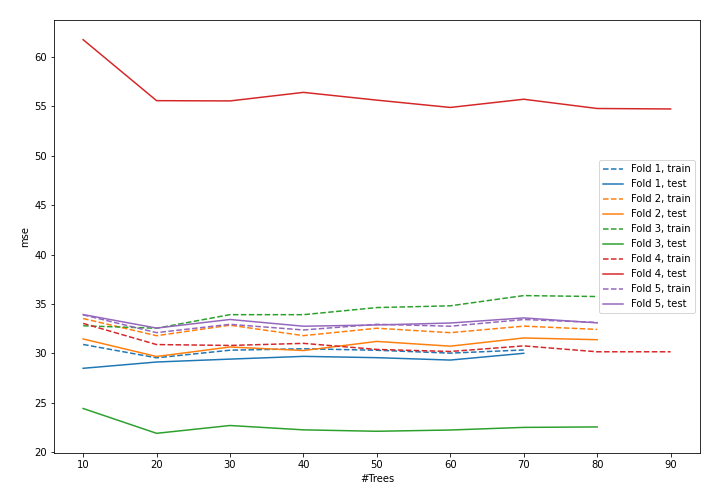 60
55
50
45
40
35
30
25
20
mse
10 20 30 40 50 60 70 80 90
#Trees
Fold 1, train
Fold 1, test
Fold 2, train
Fold 2, test
Fold 3, train
Fold 3, test
Fold 4, train
Fold 4, test
Fold 5, train
Fold 5, test